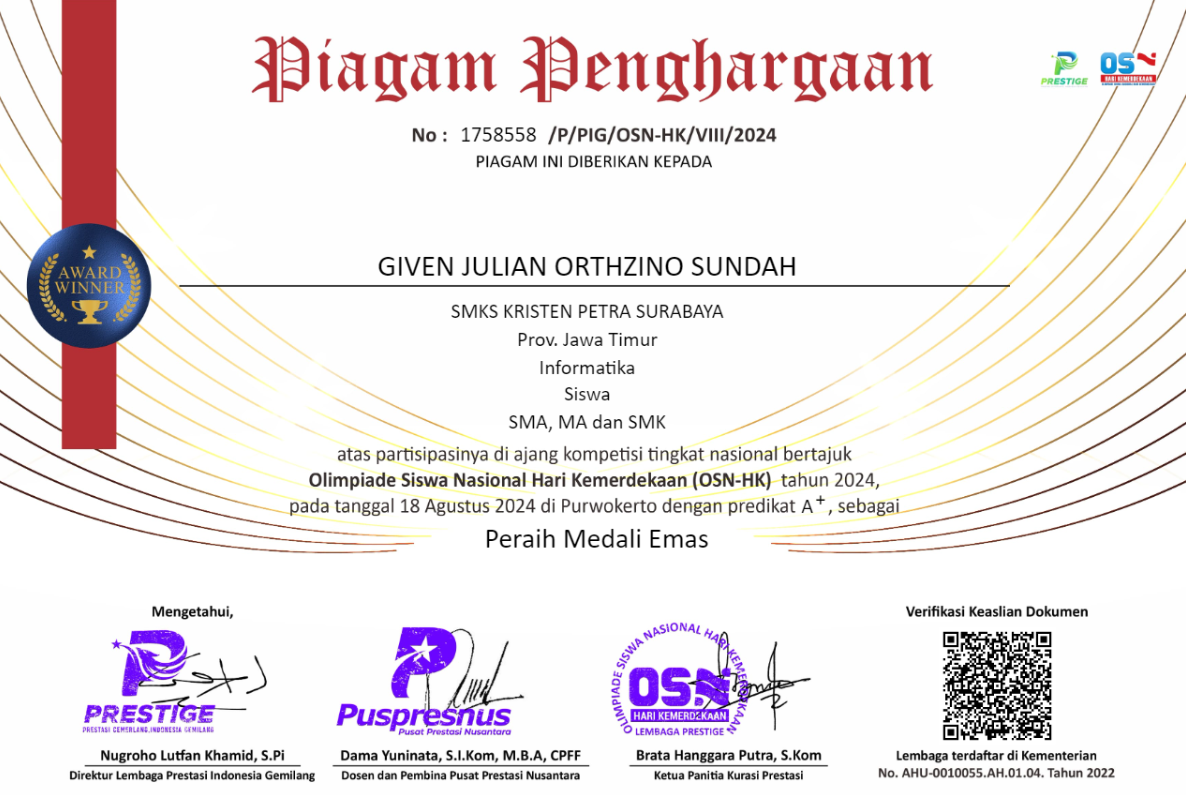 Piagam Penghargaan
PRESTIGE
OSN
HARI KEMERDEKAAN
No : 1758558 /P/PIG/OSN-HK/VIII/2024
PIAGAM INI DIBERIKAN KEPADA
AWARD
WINNER
GIVEN JULIAN ORTHZINO SUNDAH
SMKS KRISTEN PETRA SURABAYA
Prov. Jawa Timur
Informatika
Siswa
SMA, MA dan SMK
atas partisipasinya di ajang kompetisi tingkat nasional bertajuk
Olimpiade Siswa Nasional Hari Kemerdekaan (OSN-HK) tahun 2024,
pada tanggal 18 Agustus 2024 di Purwokerto dengan predikat A+, sebagai
Peraih Medali Emas
Mengetahui,
PRESTIGE
PRESTASI GEMERLANG,INDONESIA GEMILANG
Nugroho Lutfan Khamid, S.Pi
Direktur Lembaga Prestasi Indonesia Gemilang
Puspresnus
Pusat Prestasi Nusantara
Dama Yuninata, S.I.Kom, M.B.A, CPFF
Dosen dan Pembina Pusat Prestasi Nusantara
OLIMPIADE SISWA NASIONAL HARI KEMERDEKAAN
OSN
HARI KEMERDEKAAN
LEMBAGA PRESTIGE
Brata Hanggara Putra, S.Kom
Ketua Panitia Kurasi Prestasi
Verifikasi Keaslian Dokumen
Lembaga terdaftar di Kementerian
No. AHU-0010055.AH.01.04. Tahun 2022